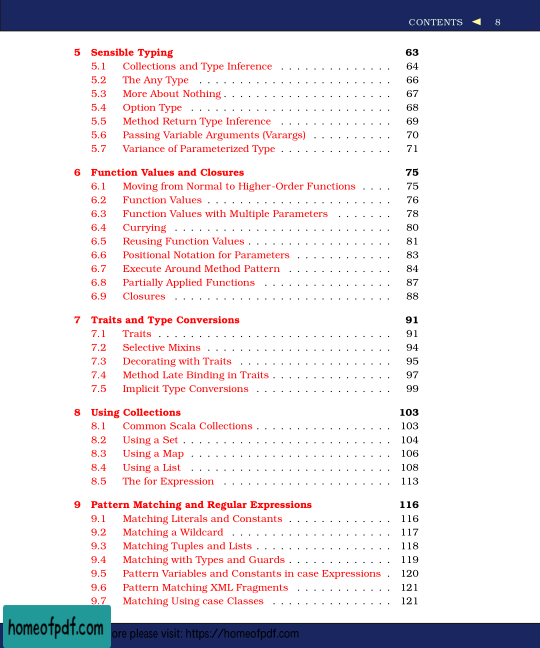 CONTENTS ◀ 8
5 Sensible Typing 63
5.1 Collections and Type Inference . . . . . . . . . . . . . . 64
5.2 The Any Type . . . . . . . . . . . . . . . . . . . . . . . . 66
5.3 More About Nothing . . . . . . . . . . . . . . . . . . . . . 67
5.4 Option Type . . . . . . . . . . . . . . . . . . . . . . . . . 68
5.5 Method Return Type Inference . . . . . . . . . . . . . . 69
5.6 Passing Variable Arguments (Varargs) . . . . . . . . . . 70
5.7 Variance of Parameterized Type . . . . . . . . . . . . . . 71
6 Function Values and Closures 75
6.1 Moving from Normal to Higher-Order Functions . . . . 75
6.2 Function Values . . . . . . . . . . . . . . . . . . . . . . . 76
6.3 Function Values with Multiple Parameters . . . . . . . 78
6.4 Currying . . . . . . . . . . . . . . . . . . . . . . . . . . . 80
6.5 Reusing Function Values . . . . . . . . . . . . . . . . . . 81
6.6 Positional Notation for Parameters . . . . . . . . . . . . 83
6.7 Execute Around Method Pattern . . . . . . . . . . . . . 84
6.8 Partially Applied Functions . . . . . . . . . . . . . . . . 87
6.9 Closures . . . . . . . . . . . . . . . . . . . . . . . . . . . 88
7 Traits and Type Conversions 91
7.1 Traits . . . . . . . . . . . . . . . . . . . . . . . . . . . . . 91
7.2 Selective Mixins . . . . . . . . . . . . . . . . . . . . . . . 94
7.3 Decorating with Traits . . . . . . . . . . . . . . . . . . . 95
7.4 Method Late Binding in Traits . . . . . . . . . . . . . . . 97
7.5 Implicit Type Conversions . . . . . . . . . . . . . . . . . 99
8 Using Collections 103
8.1 Common Scala Collections . . . . . . . . . . . . . . . . . 103
8.2 Using a Set . . . . . . . . . . . . . . . . . . . . . . . . . . 104
8.3 Using a Map . . . . . . . . . . . . . . . . . . . . . . . . . 106
8.4 Using a List . . . . . . . . . . . . . . . . . . . . . . . . . 108
8.5 The for Expression . . . . . . . . . . . . . . . . . . . . . 113
9 Pattern Matching and Regular Expressions 116
9.1 Matching Literals and Constants . . . . . . . . . . . . . 116
9.2 Matching a Wildcard . . . . . . . . . . . . . . . . . . . . 117
9.3 Matching Tuples and Lists . . . . . . . . . . . . . . . . . 118
9.4 Matching with Types and Guards . . . . . . . . . . . . . 119
9.5 Pattern Variables and Constants in case Expressions . 120
9.6 Pattern Matching XML Fragments . . . . . . . . . . . . 121
9.7 Matching Using case Classes . . . . . . . . . . . . . . . 121
homeofpdf.com
ore please visit: https://homeofpdf.com